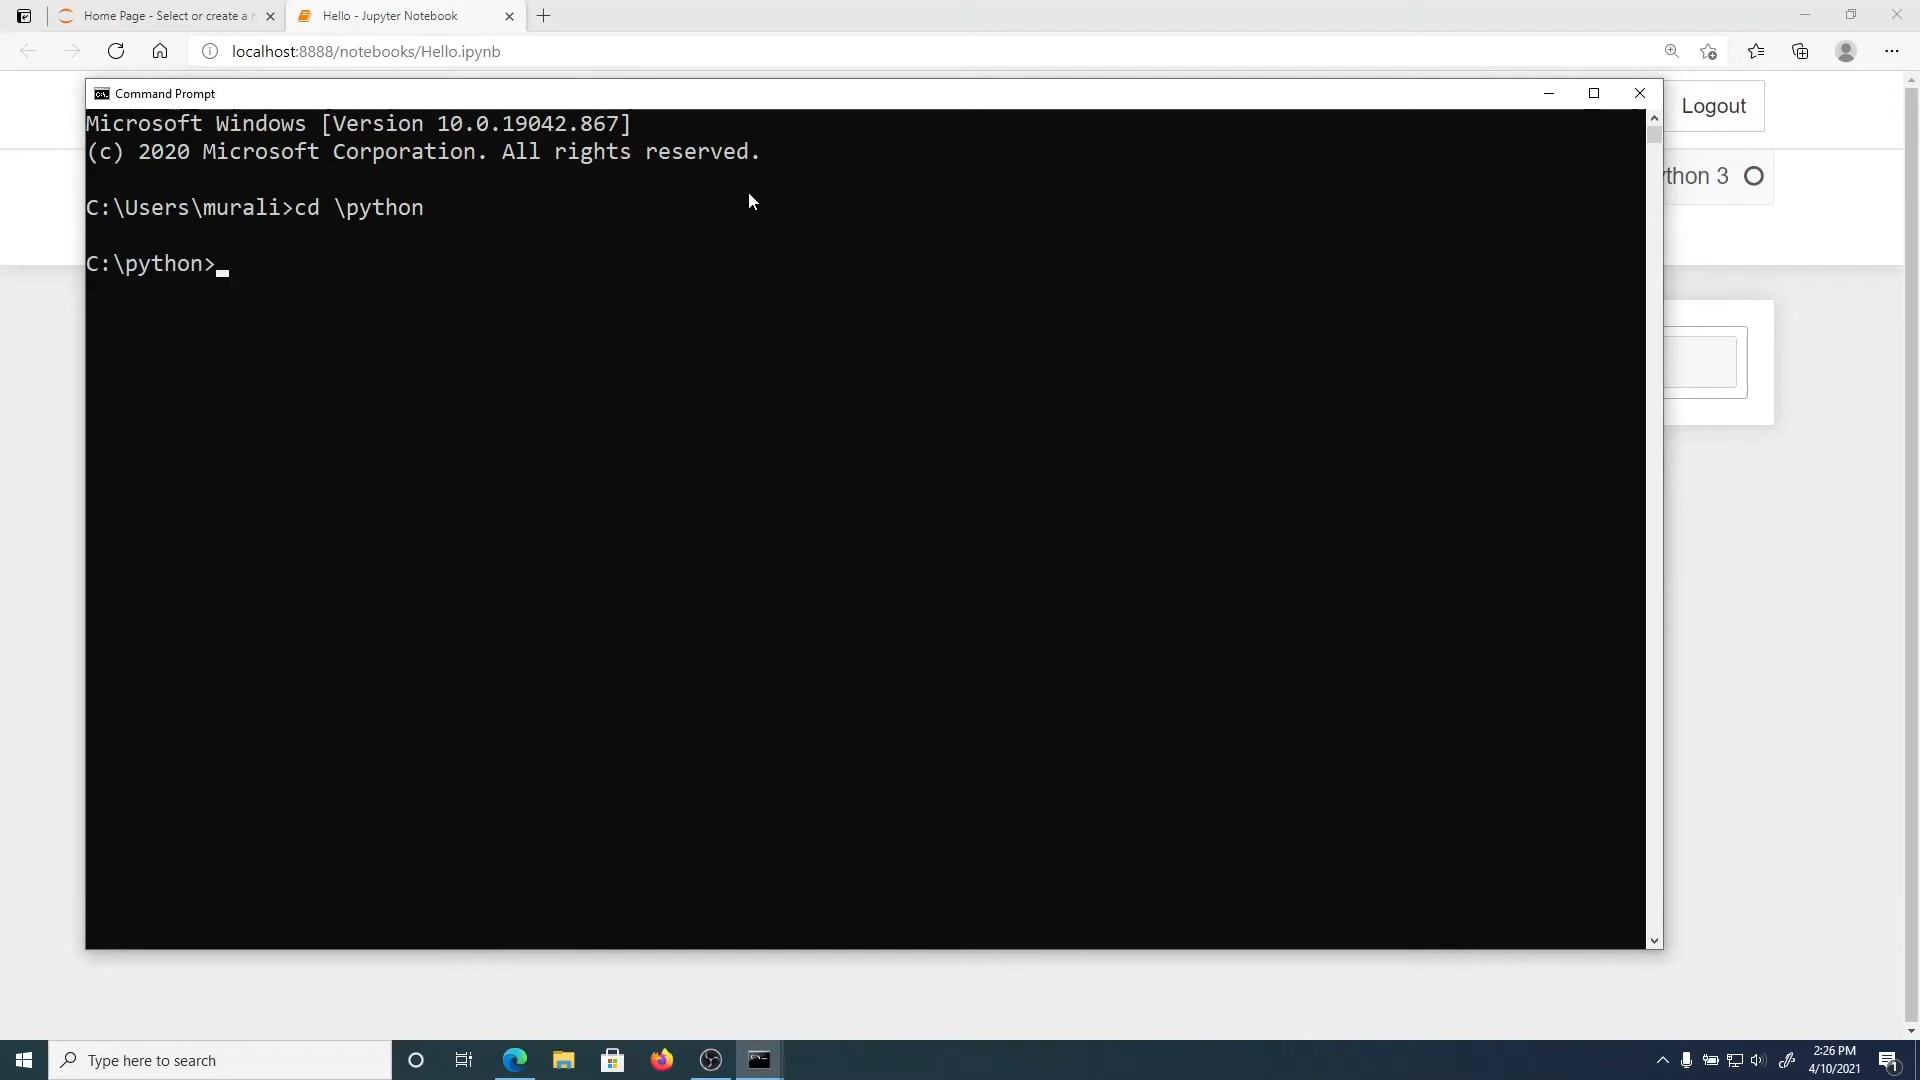 Home Page - Select or create a n
Hello - Jupyter Notebook
localhost:8888/notebooks/Hello.ipynb
Command Prompt
Logout
Microsoft Windows [Version 10.0.19042.867]
(c) 2020 Microsoft Corporation. All rights reserved.
ython 3
C:\Users\murali>cd \python
C:\python>
Type here to search
2:26 PM
4/10/2021
1